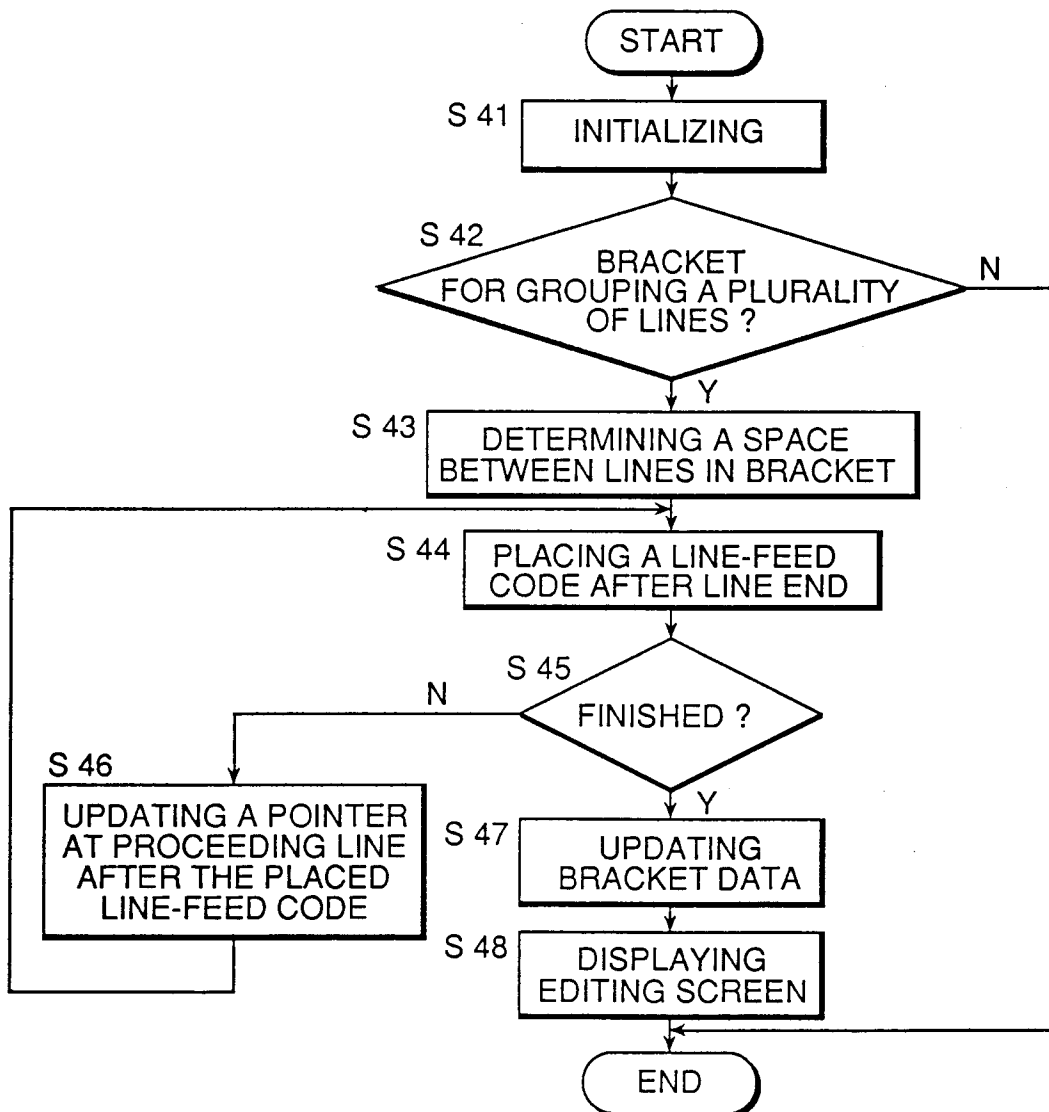 START
S 41
INITIALIZING
S 42
BRACKET
FOR GROUPING A PLURALITY
OF LINES ?
N
Y
S 43
DETERMINING A SPACE
BETWEEN LINES IN BRACKET
S 44
PLACING A LINE-FEED
CODE AFTER LINE END
S 45
FINISHED ?
N
Y
S 46
UPDATING A POINTER
AT PROCEEDING LINE
AFTER THE PLACED
LINE-FEED CODE
S 47
UPDATING
BRACKET DATA
S 48
DISPLAYING
EDITING SCREEN
END